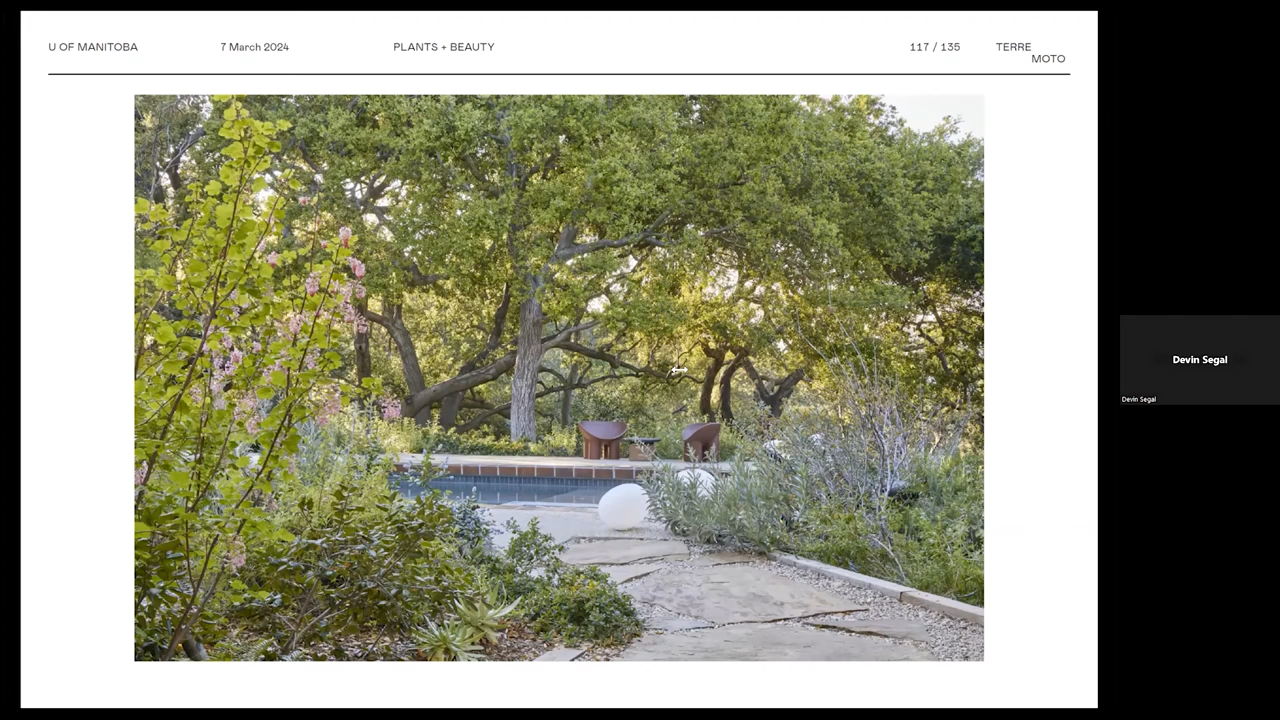 U OF MANITOBA
7 March 2024
PLANTS + BEAUTY
117 / 135
TERRE
MOTO
Devin Segal
Devin Segal